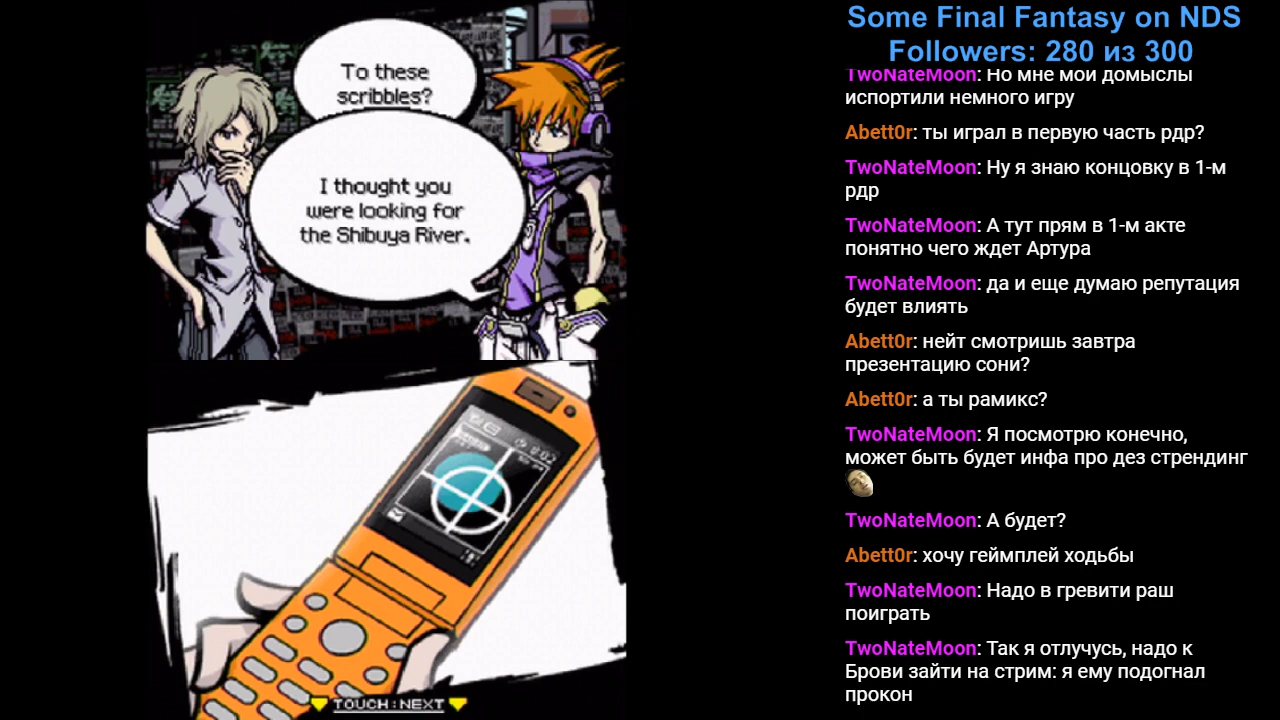 To these
scribbles?
I thought you
were looking for
the Shibuya River.
TOUCH:NEXT
Some Final Fantasy on NDS
Followers: 280 из 300
TwoNateMoon: Но мне мои домыслы
испортили немного игру
Abett0r: ты играл в первую часть рдр?
TwoNateMoon: Ну я знаю концовку в 1-м
рдр
TwoNateMoon: А тут прям в 1-м акте
понятно чего ждет Артура
TwoNateMoon: да и еще думаю репутация
будет влиять
Abett0r: нейт смотришь завтра
презентацию сони?
Abett0r: а ты рамикс?
TwoNateMoon: Я посмотрю конечно,
может быть будет инфа про дез стрендинг
TwoNateMoon: А будет?
Abett0r: хочу геймплей ходьбы
TwoNateMoon: Надо в гревити раш
поиграть
TwoNateMoon: Так я отлучусь, надо к
Брови зайти на стрим: я ему подогнал
прокон